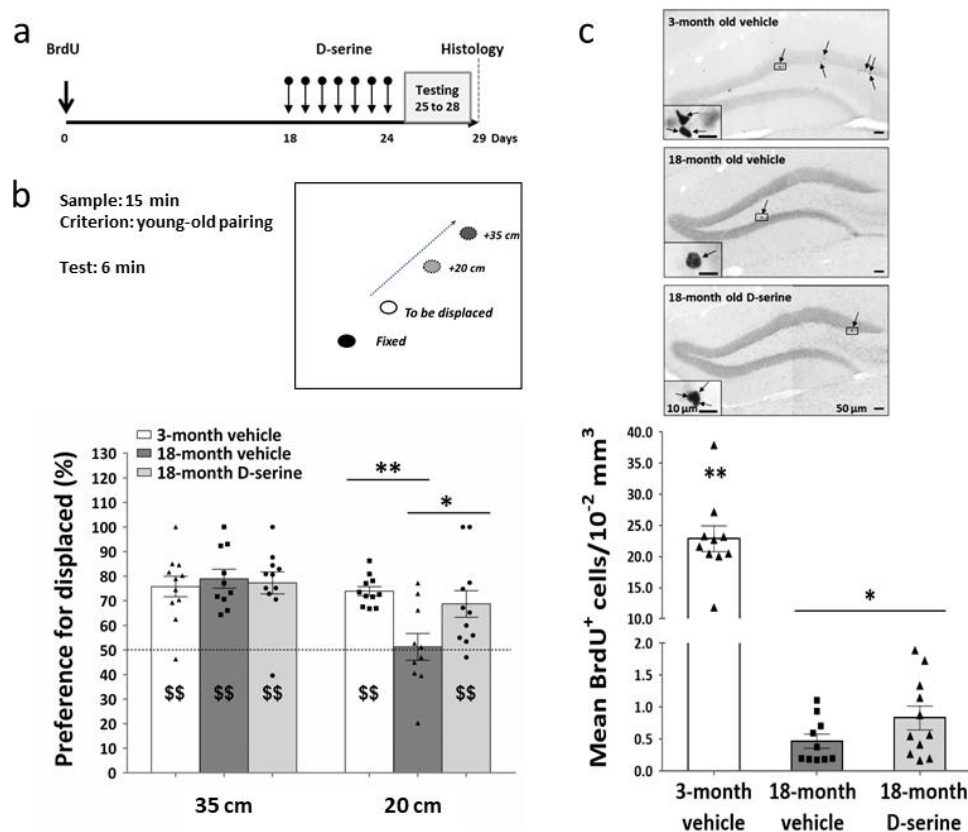 a
BrdU
D-serine
Histology
Testing
25 to 28
0
18
24
29 Days
b
Sample: 15 min
Criterion: young-old pairing
Test: 6 min
+35 cm
+20 cm
To be displaced
Fixed
Preference for displaced (%)
3-month vehicle
18-month vehicle
18-month D-serine
130
120
110
100
90
80
70
60
50
40
30
20
10
0
**
*
$$ $$ $$ $$ $$
35 cm
20 cm
c
3-month old vehicle
18-month old vehicle
18-month old D-serine
10 µm
50 µm
Mean BrdU⁺ cells/10⁻² mm³
40.0
35.0
30.0
25.0
20.0
15.0
10.0
2.0
1.5
1.0
0.5
0.0
**
*
3-month
vehicle
18-month
vehicle
18-month
D-serine